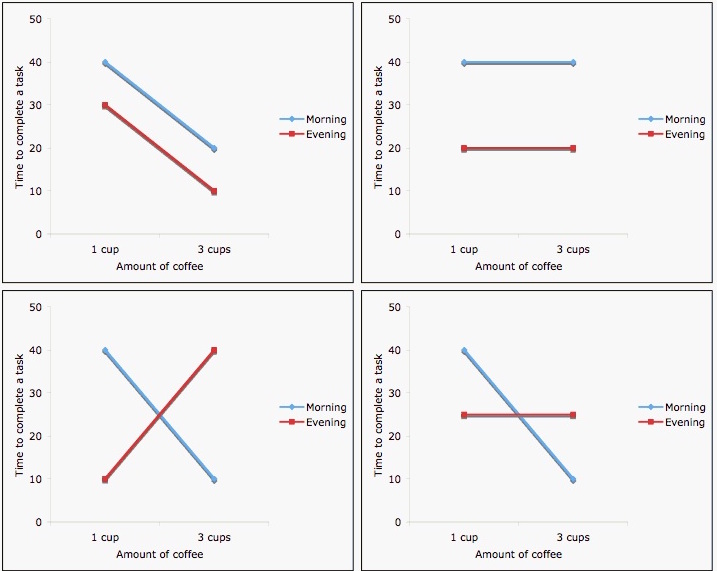 50
40
30
20
10
0
Time to complete a task
1 cup
3 cups
Amount of coffee
Morning
Evening
50
40
30
20
10
0
Time to complete a task
1 cup
3 cups
Amount of coffee
Morning
Evening
50
40
30
20
10
0
Time to complete a task
1 cup
3 cups
Amount of coffee
Morning
Evening
50
40
30
20
10
0
Time to complete a task
1 cup
3 cups
Amount of coffee
Morning
Evening